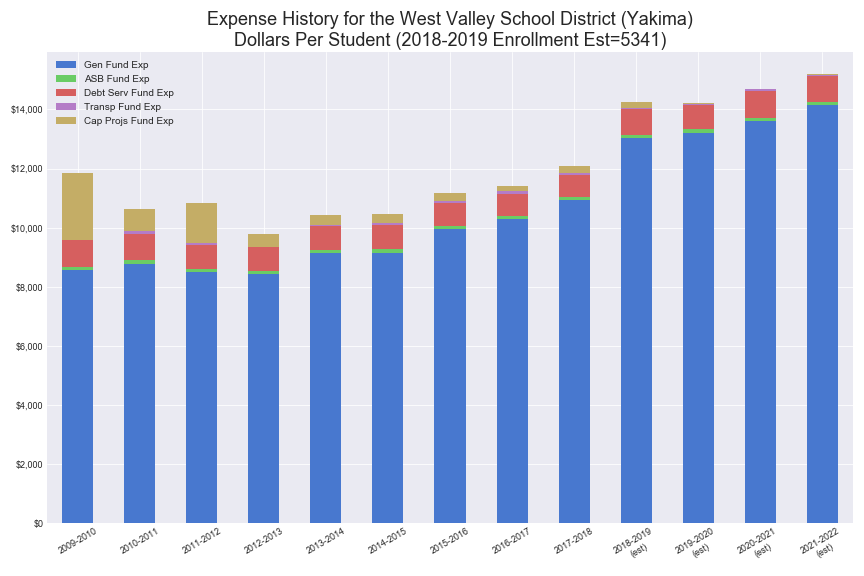 Expense History for the West Valley School District (Yakima)
Dollars Per Student (2018-2019 Enrollment Est=5341)
Gen Fund Exp
ASB Fund Exp
Debt Serv Fund Exp
Transp Fund Exp
Cap Projs Fund Exp
$14,000
$12,000
$10,000
$8,000
$6,000
$4,000
$2,000
$0
2009-2010
2010-2011
2011-2012
2012-2013
2013-2014
2014-2015
2015-2016
2016-2017
2017-2018
2018-2019
(est)
2019-2020
(est)
2020-2021
(est)
2021-2022
(est)